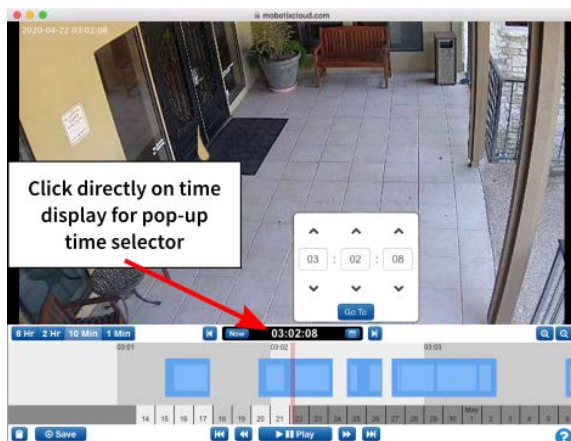 mobotixcloud.com
2020-04-22 03:02:08
Click directly on time
display for pop-up
time selector
03 : 02 : 08
Go To
8 Hr 2 Hr 10 Min 1 Min
Now 03:02:08
03:01 03:02 03:03
May
14 15 16 17 18 19 20 21 22 23 24 25 26 27 28 29 30 1 2 3 4 5 6
Save Play ?